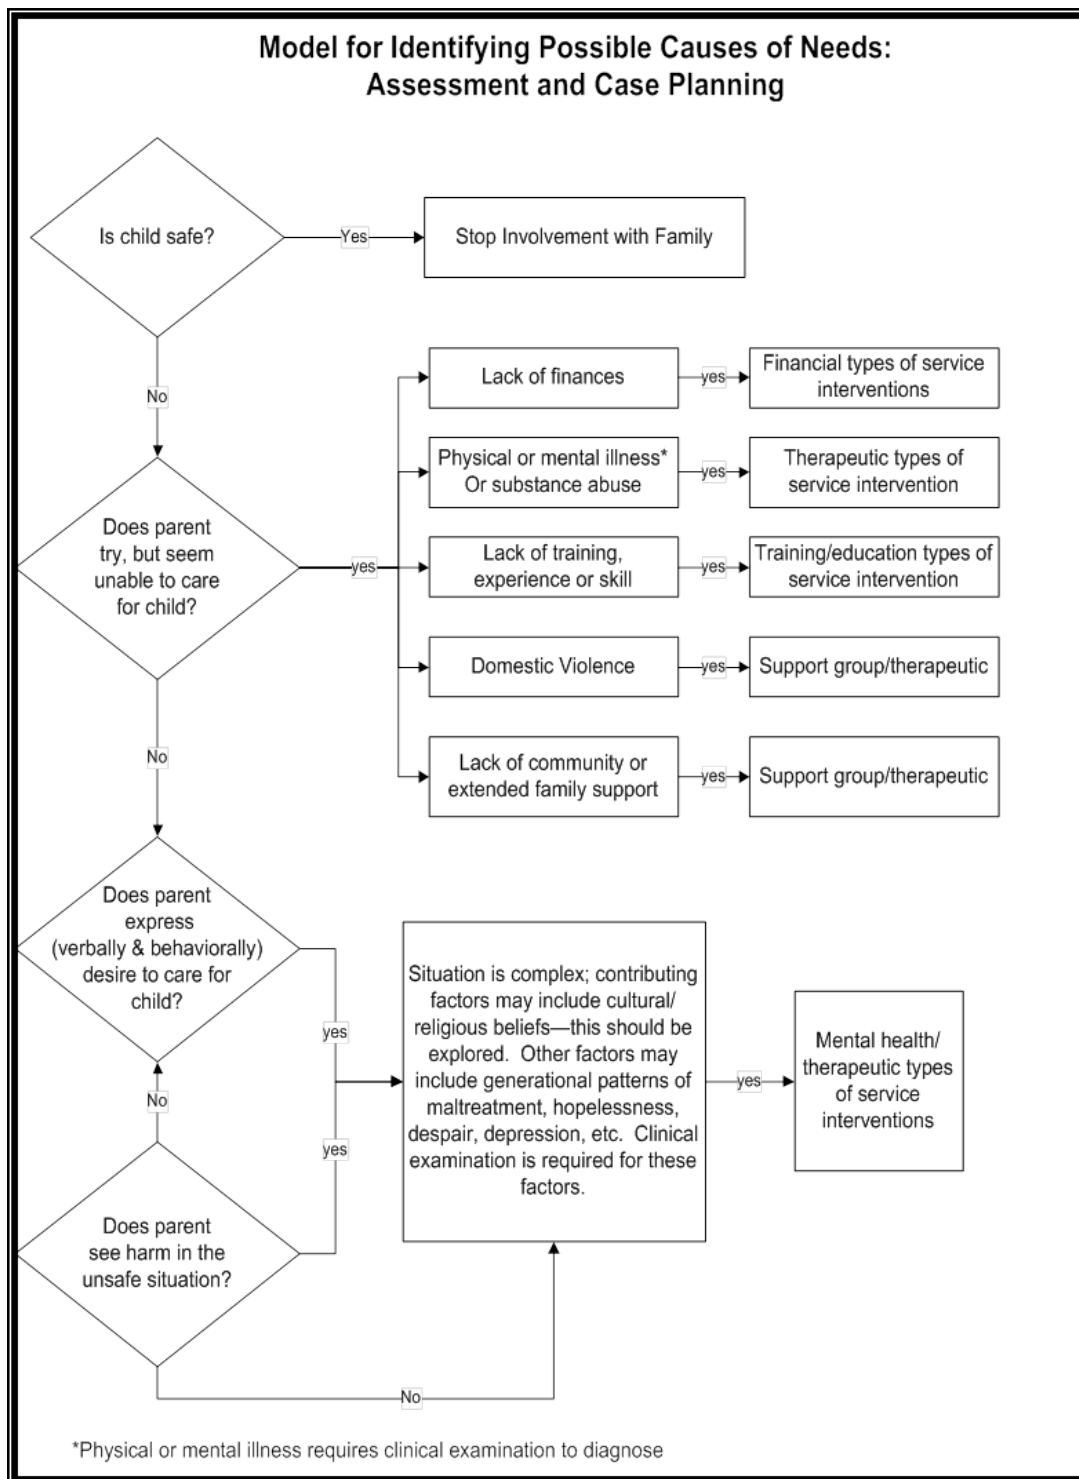 Model for Identifying Possible Causes of Needs:
Assessment and Case Planning
Is child safe?
Yes
Stop Involvement with Family
No
Lack of finances
yes
Financial types of service
interventions
Physical or mental illness*
Or substance abuse
yes
Therapeutic types of
service intervention
Does parent
try, but seem
unable to care
for child?
yes
Lack of training,
experience or skill
yes
Training/education types of
service intervention
Domestic Violence
yes
Support group/therapeutic
No
Lack of community or
extended family support
yes
Support group/therapeutic
Does parent
express
(verbally & behaviorally)
desire to care for
child?
yes
Situation is complex; contributing
factors may include cultural/
religious beliefs—this should be
explored. Other factors may
include generational patterns of
maltreatment, hopelessness,
despair, depression, etc. Clinical
examination is required for these
factors.
yes
Mental health/
therapeutic types
of service
interventions
No
yes
Does parent
see harm in the
unsafe situation?
No
*Physical or mental illness requires clinical examination to diagnose